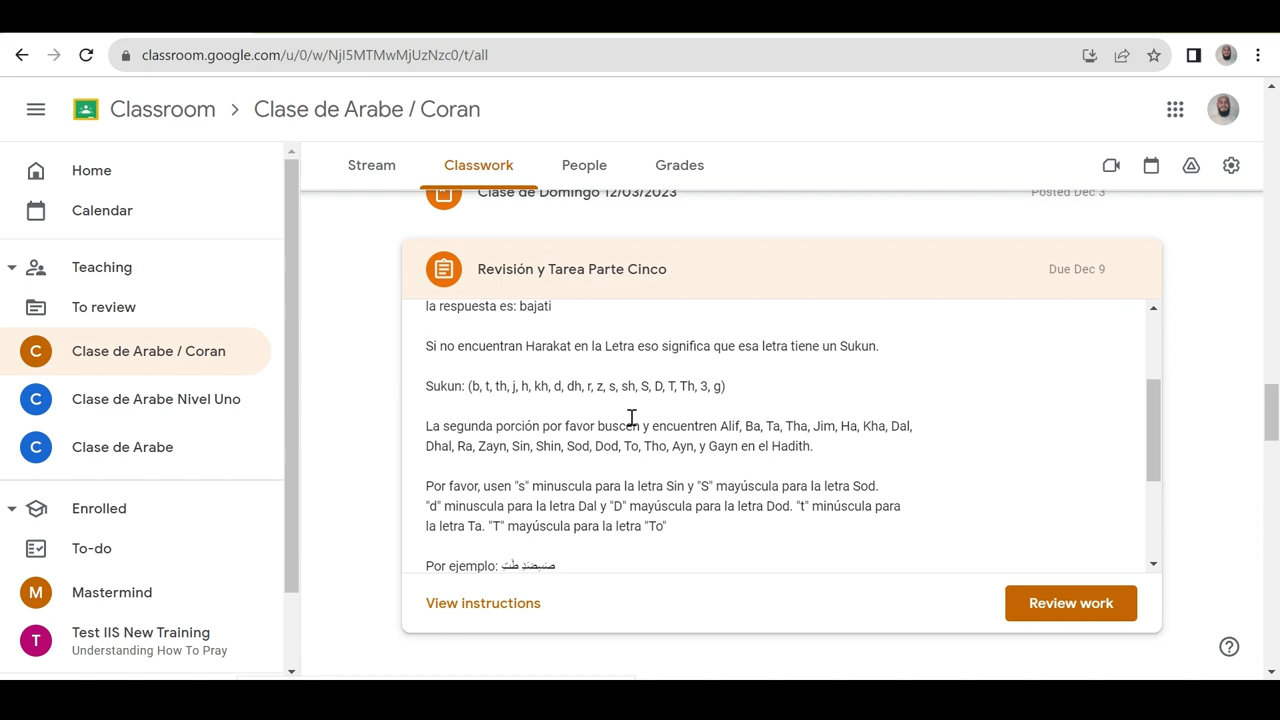 classroom.google.com/u/0/w/NjI5MTMwMjUzNzc0/t/all
Classroom > Clase de Arabe / Coran
Stream Classwork People Grades
Home
Calendar
Teaching
To review
C Clase de Arabe / Coran
C Clase de Arabe Nivel Uno
C Clase de Arabe
Enrolled
To-do
M Mastermind
T Test IIS New Training
Understanding How To Pray
Clase de Domingo 12/03/2023 Posted Dec 3
Revisión y Tarea Parte Cinco Due Dec 9
la respuesta es: bajati
Si no encuentran Harakat en la Letra eso significa que esa letra tiene un Sukun.
Sukun: (b, t, th, j, h, kh, d, dh, r, z, s, sh, S, D, T, Th, 3, g)
La segunda porción por favor buscen y encuentren Alif, Ba, Ta, Tha, Jim, Ha, Kha, Dal,
Dhal, Ra, Zayn, Sin, Shin, Sod, Dod, To, Tho, Ayn, y Gayn en el Hadith.
Por favor, usen "s" minuscula para la letra Sin y "S" mayúscula para la letra Sod.
"d" minuscula para la letra Dal y "D" mayúscula para la letra Dod. "t" minúscula para
la letra Ta. "T" mayúscula para la letra "To"
Por ejemplo:
View instructions
Review work